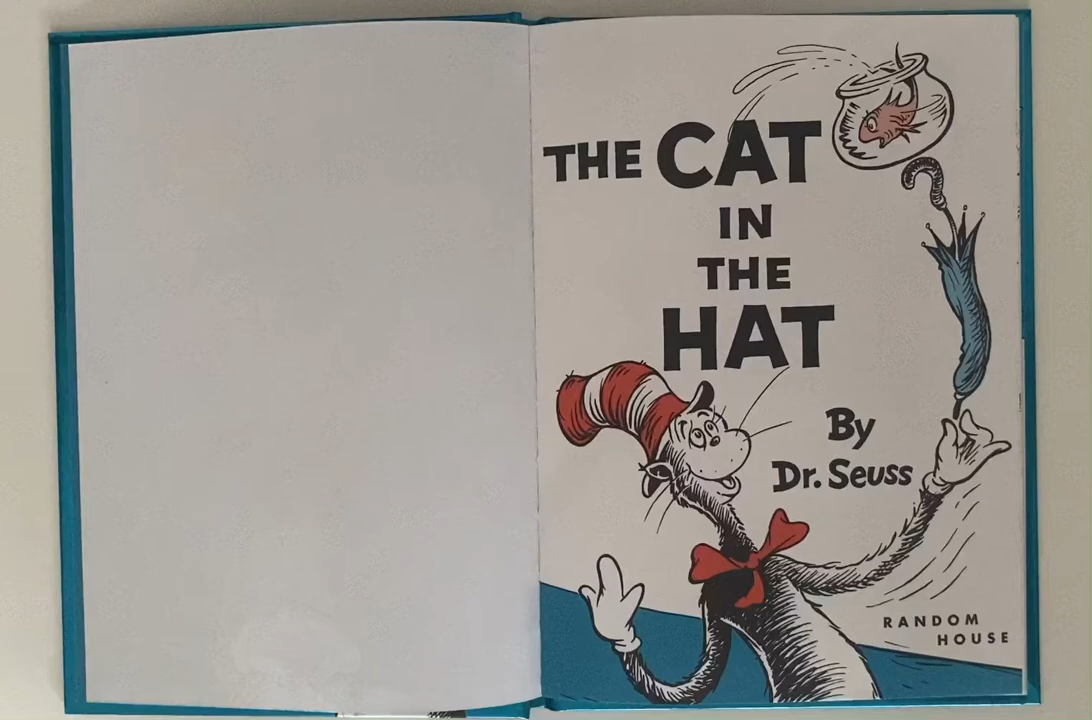 THE CAT
IN
THE
HAT
By
Dr. Seuss
RANDOM
HOUSE